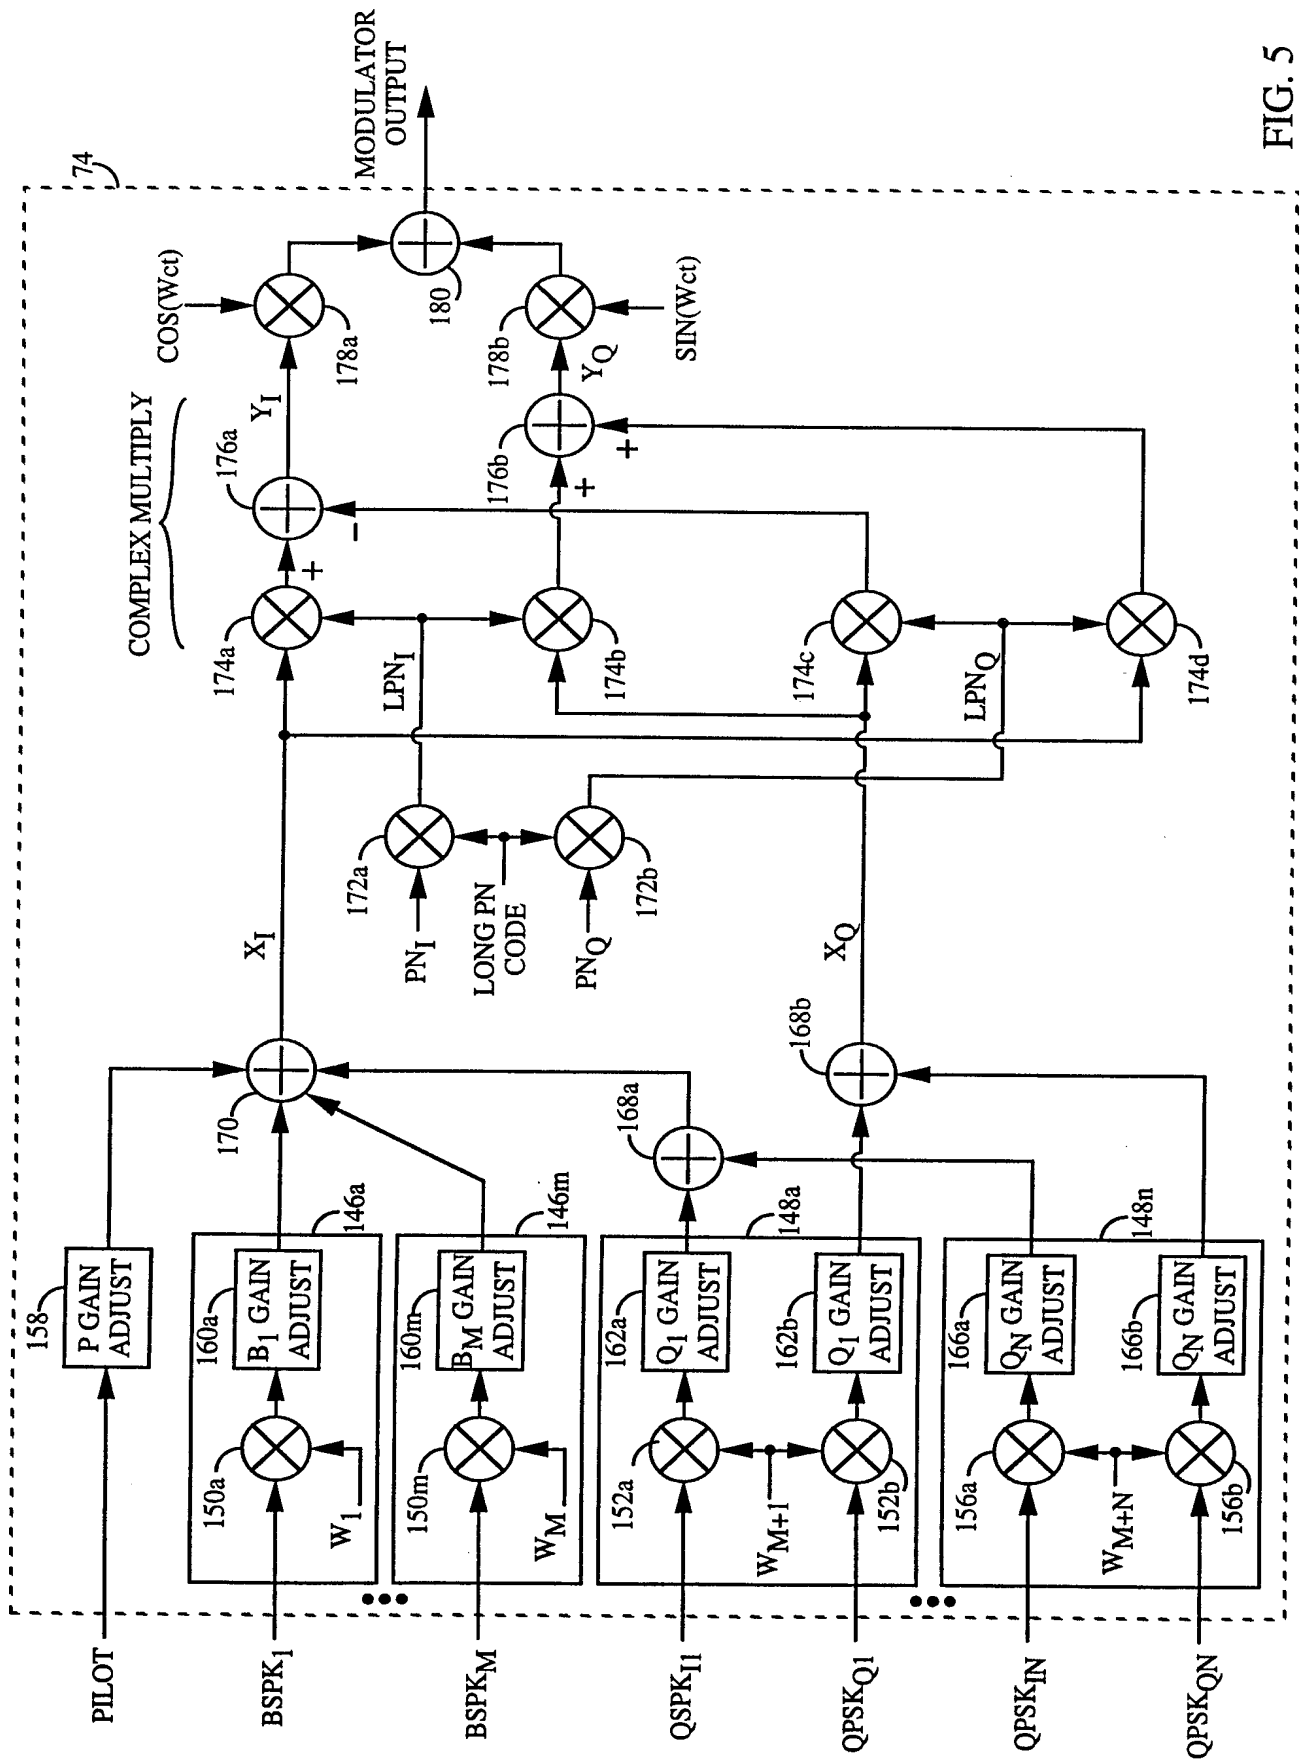 PILOT
158
P GAIN
ADJUST
BSPK1
150a
W1
160a
B1 GAIN
ADJUST
146a
BSPKM
150m
WM
160m
BM GAIN
ADJUST
146m
QSPKI1
152a
162a
Q1 GAIN
ADJUST
148a
WM+1
QPSKQ1
152b
162b
Q1 GAIN
ADJUST
QPSKIN
156a
166a
QN GAIN
ADJUST
148n
WM+N
QPSKQN
156b
166b
QN GAIN
ADJUST
170
168a
168b
XI
XQ
PNI
172a
LONG PN
CODE
PNQ
172b
LPNI
LPNQ
COMPLEX MULTIPLY
174a
174b
174c
174d
+
−
176a
+
+
176b
YI
YQ
COS(Wct)
178a
178b
SIN(Wct)
180
74
MODULATOR
OUTPUT
FIG. 5